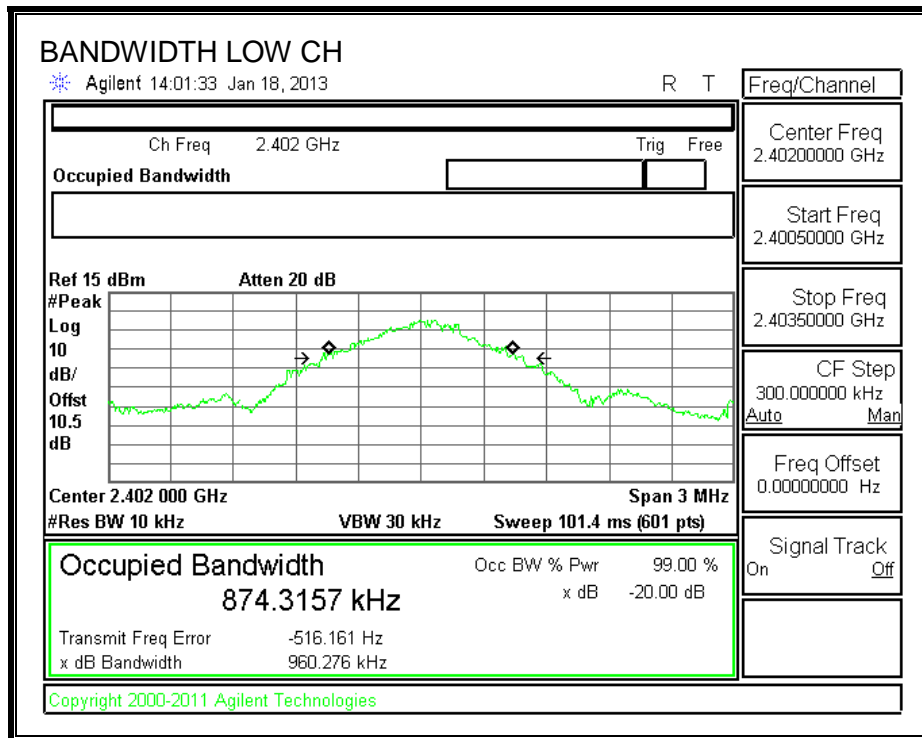 BANDWIDTH LOW CH
Agilent 14:01:33 Jan 18, 2013 R T
Freq/Channel
Ch Freq 2.402 GHz Trig Free
Occupied Bandwidth
Center Freq
2.40200000 GHz
Start Freq
2.40050000 GHz
Stop Freq
2.40350000 GHz
CF Step
300.000000 kHz
Auto Man
Freq Offset
0.00000000 Hz
Signal Track
On Off
Ref 15 dBm Atten 20 dB
#Peak
Log
10
dB/
Offst
10.5
dB
Center 2.402 000 GHz Span 3 MHz
#Res BW 10 kHz VBW 30 kHz Sweep 101.4 ms (601 pts)
Occupied Bandwidth Occ BW % Pwr 99.00 %
874.3157 kHz x dB -20.00 dB
Transmit Freq Error -516.161 Hz
x dB Bandwidth 960.276 kHz
Copyright 2000-2011 Agilent Technologies